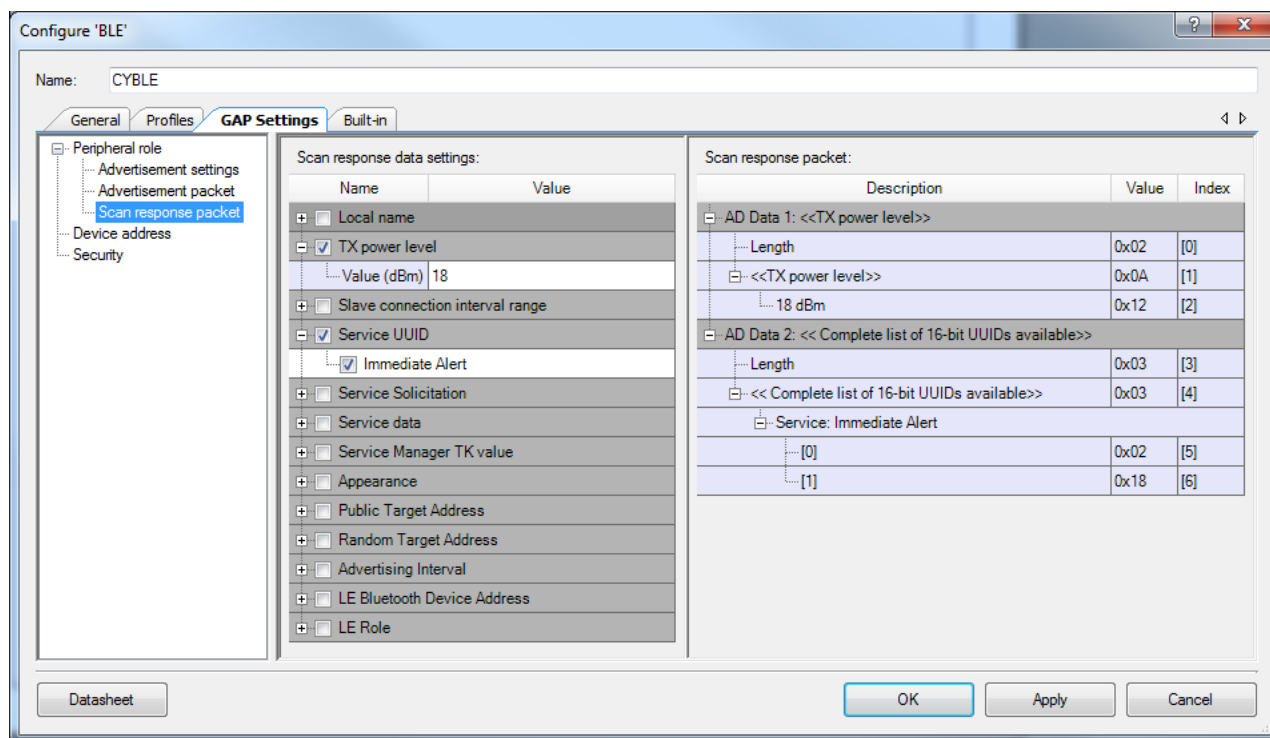 Configure 'BLE'
Name: CYBLE
General Profiles GAP Settings Built-in
Peripheral role
Advertisement settings
Advertisement packet
Scan response packet
Device address
Security
Scan response data settings:
Name Value
Local name
TX power level
Value (dBm) 18
Slave connection interval range
Service UUID
Immediate Alert
Service Solicitation
Service data
Service Manager TK value
Appearance
Public Target Address
Random Target Address
Advertising Interval
LE Bluetooth Device Address
LE Role
Scan response packet:
Description Value Index
AD Data 1: <<TX power level>>
Length 0x02 [0]
<<TX power level>> 0x0A [1]
18 dBm 0x12 [2]
AD Data 2: << Complete list of 16-bit UUIDs available>>
Length 0x03 [3]
<< Complete list of 16-bit UUIDs available>> 0x03 [4]
Service: Immediate Alert
[0] 0x02 [5]
[1] 0x18 [6]
Datasheet OK Apply Cancel